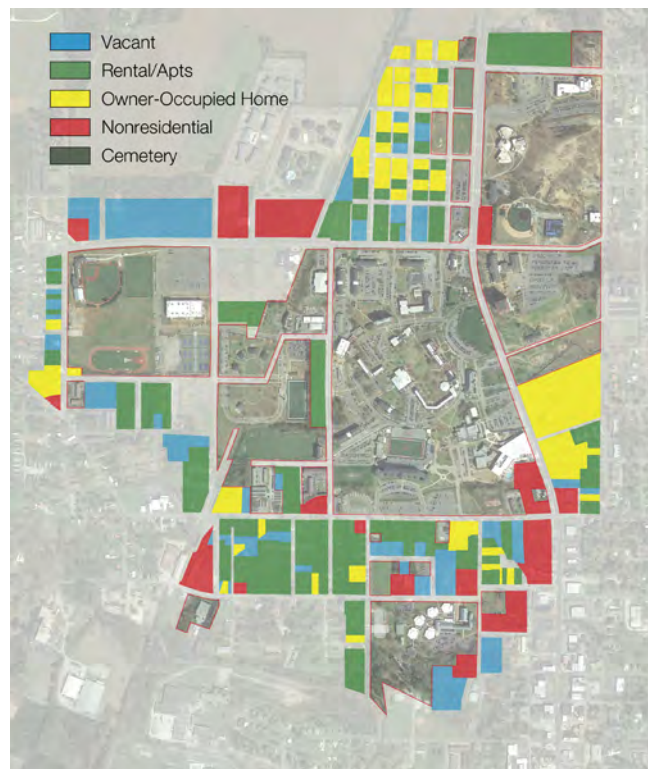 Vacant
Rental/Apts
Owner-Occupied Home
Nonresidential
Cemetery